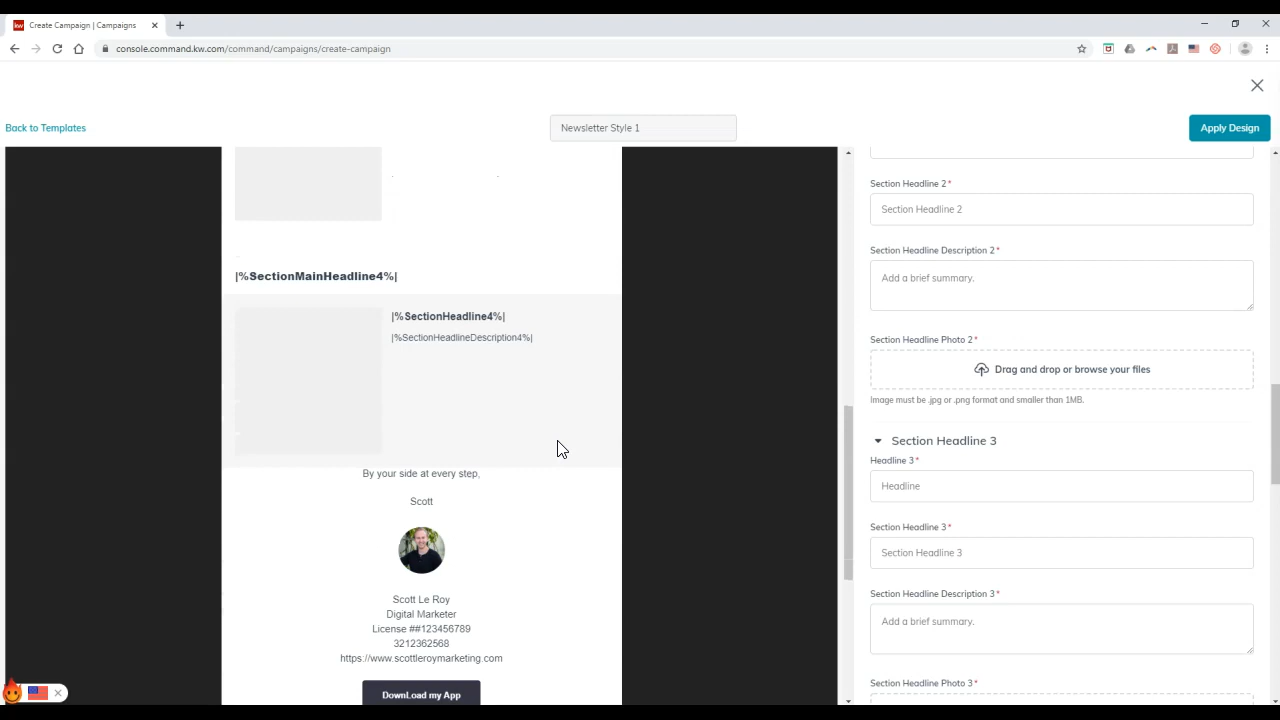 Create Campaign | Campaigns
console.command.kw.com/command/campaigns/create-campaign
Back to Templates
Newsletter Style 1
Apply Design
|%SectionMainHeadline4%|
|%SectionHeadline4%|
|%SectionHeadlineDescription4%|
By your side at every step,
Scott
Scott Le Roy
Digital Marketer
License ##123456789
3212362568
https://www.scottleroymarketing.com
DownLoad my App
Section Headline 2*
Section Headline 2
Section Headline Description 2*
Add a brief summary.
Section Headline Photo 2*
Drag and drop or browse your files
Image must be .jpg or .png format and smaller than 1MB.
Section Headline 3
Headline 3*
Headline
Section Headline 3*
Section Headline 3
Section Headline Description 3*
Add a brief summary.
Section Headline Photo 3*